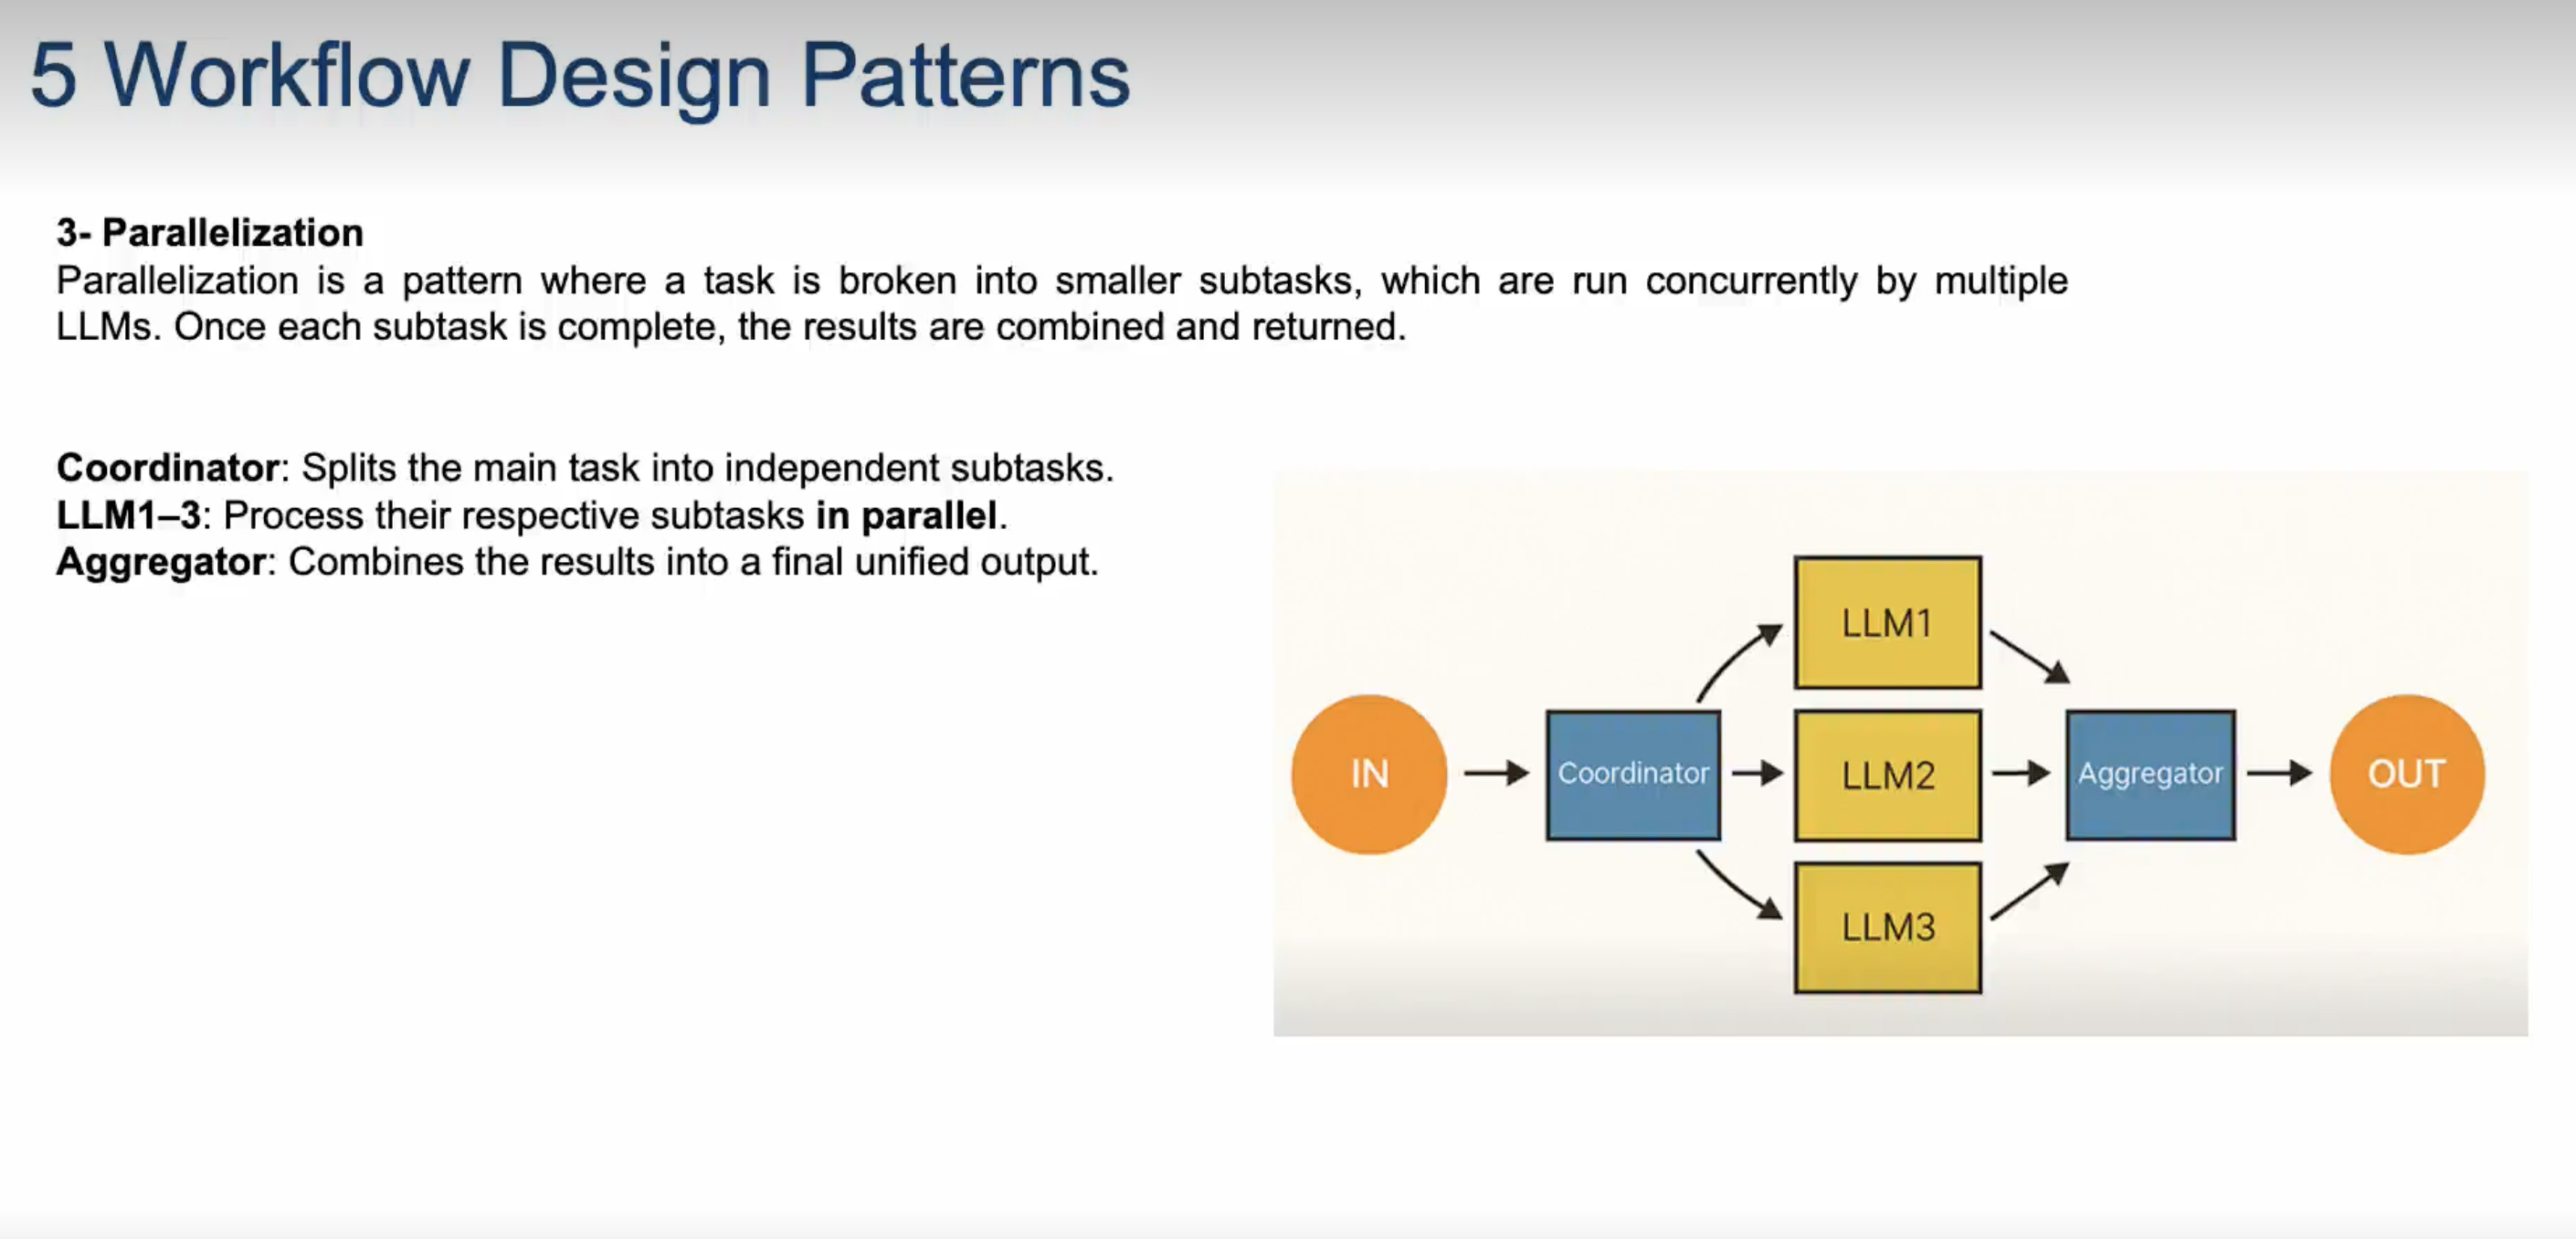 5 Workflow Design Patterns
3- Parallelization
Parallelization is a pattern where a task is broken into smaller subtasks, which are run concurrently by multiple
LLMs. Once each subtask is complete, the results are combined and returned.
Coordinator: Splits the main task into independent subtasks.
LLM1–3: Process their respective subtasks in parallel.
Aggregator: Combines the results into a final unified output.
IN
Coordinator
LLM1
LLM2
LLM3
Aggregator
OUT